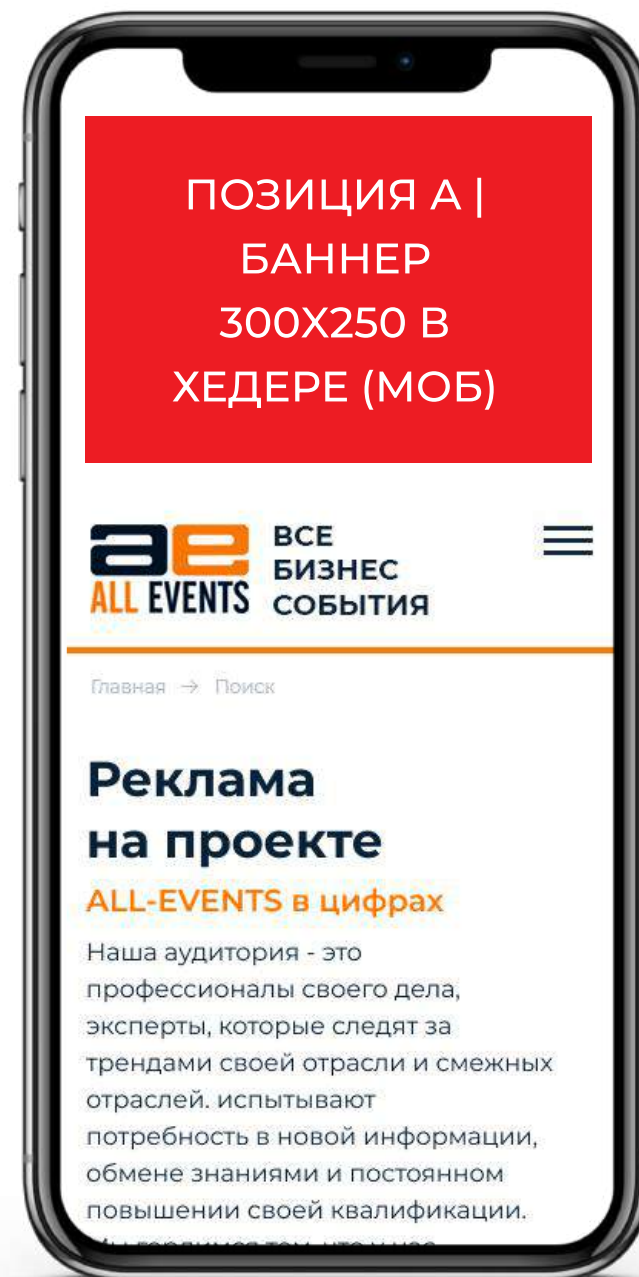 ПОЗИЦИЯ А |
БАННЕР
300Х250 В
ХЕДЕРЕ (МОБ)
ae
ALL EVENTS
ВСЕ
БИЗНЕС
СОБЫТИЯ
Главная → Поиск
Реклама
на проекте
ALL-EVENTS в цифрах
Наша аудитория - это
профессионалы своего дела,
эксперты, которые следят за
трендами своей отрасли и смежных
отраслей. испытывают
потребность в новой информации,
обмене знаниями и постоянном
повышении своей квалификации.